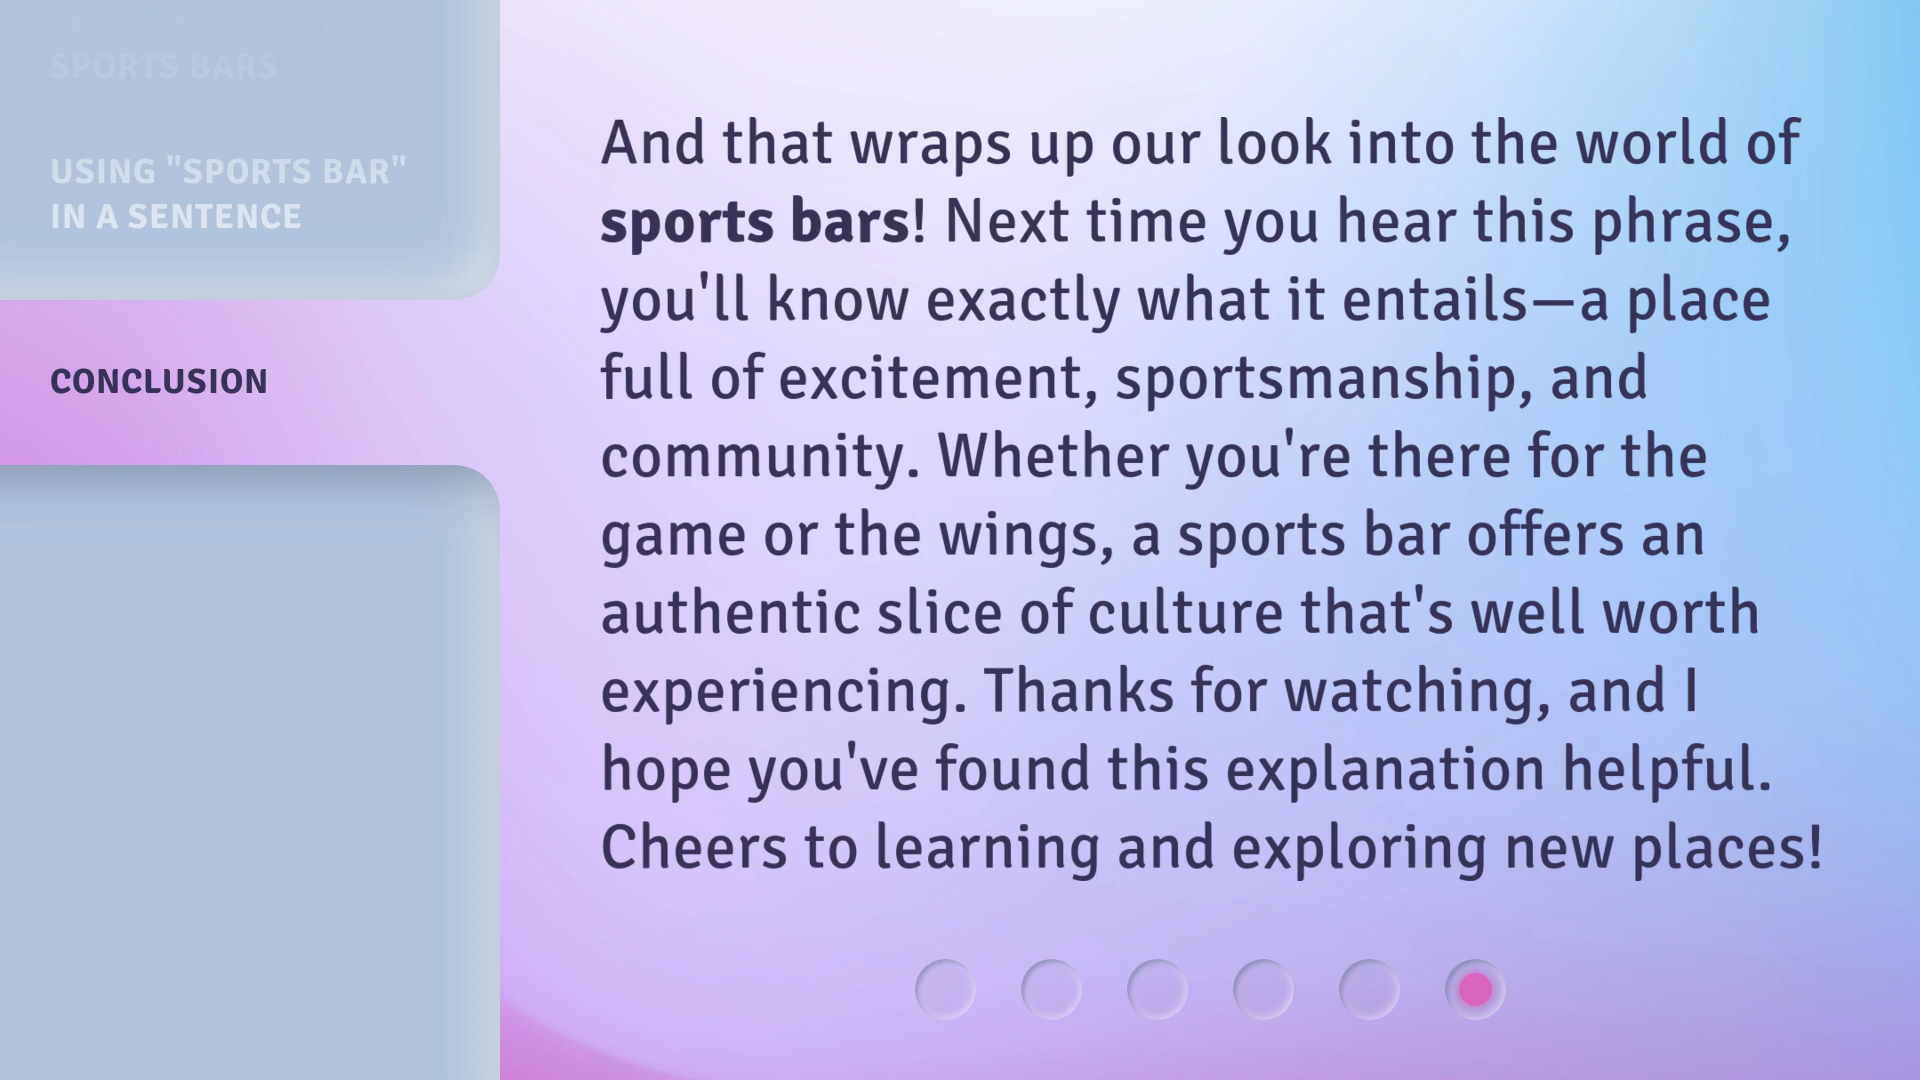 SPORTS BARS
USING "SPORTS BAR"
IN A SENTENCE
CONCLUSION
And that wraps up our look into the world of
sports bars! Next time you hear this phrase,
you'll know exactly what it entails—a place
full of excitement, sportsmanship, and
community. Whether you're there for the
game or the wings, a sports bar offers an
authentic slice of culture that's well worth
experiencing. Thanks for watching, and I
hope you've found this explanation helpful.
Cheers to learning and exploring new places!